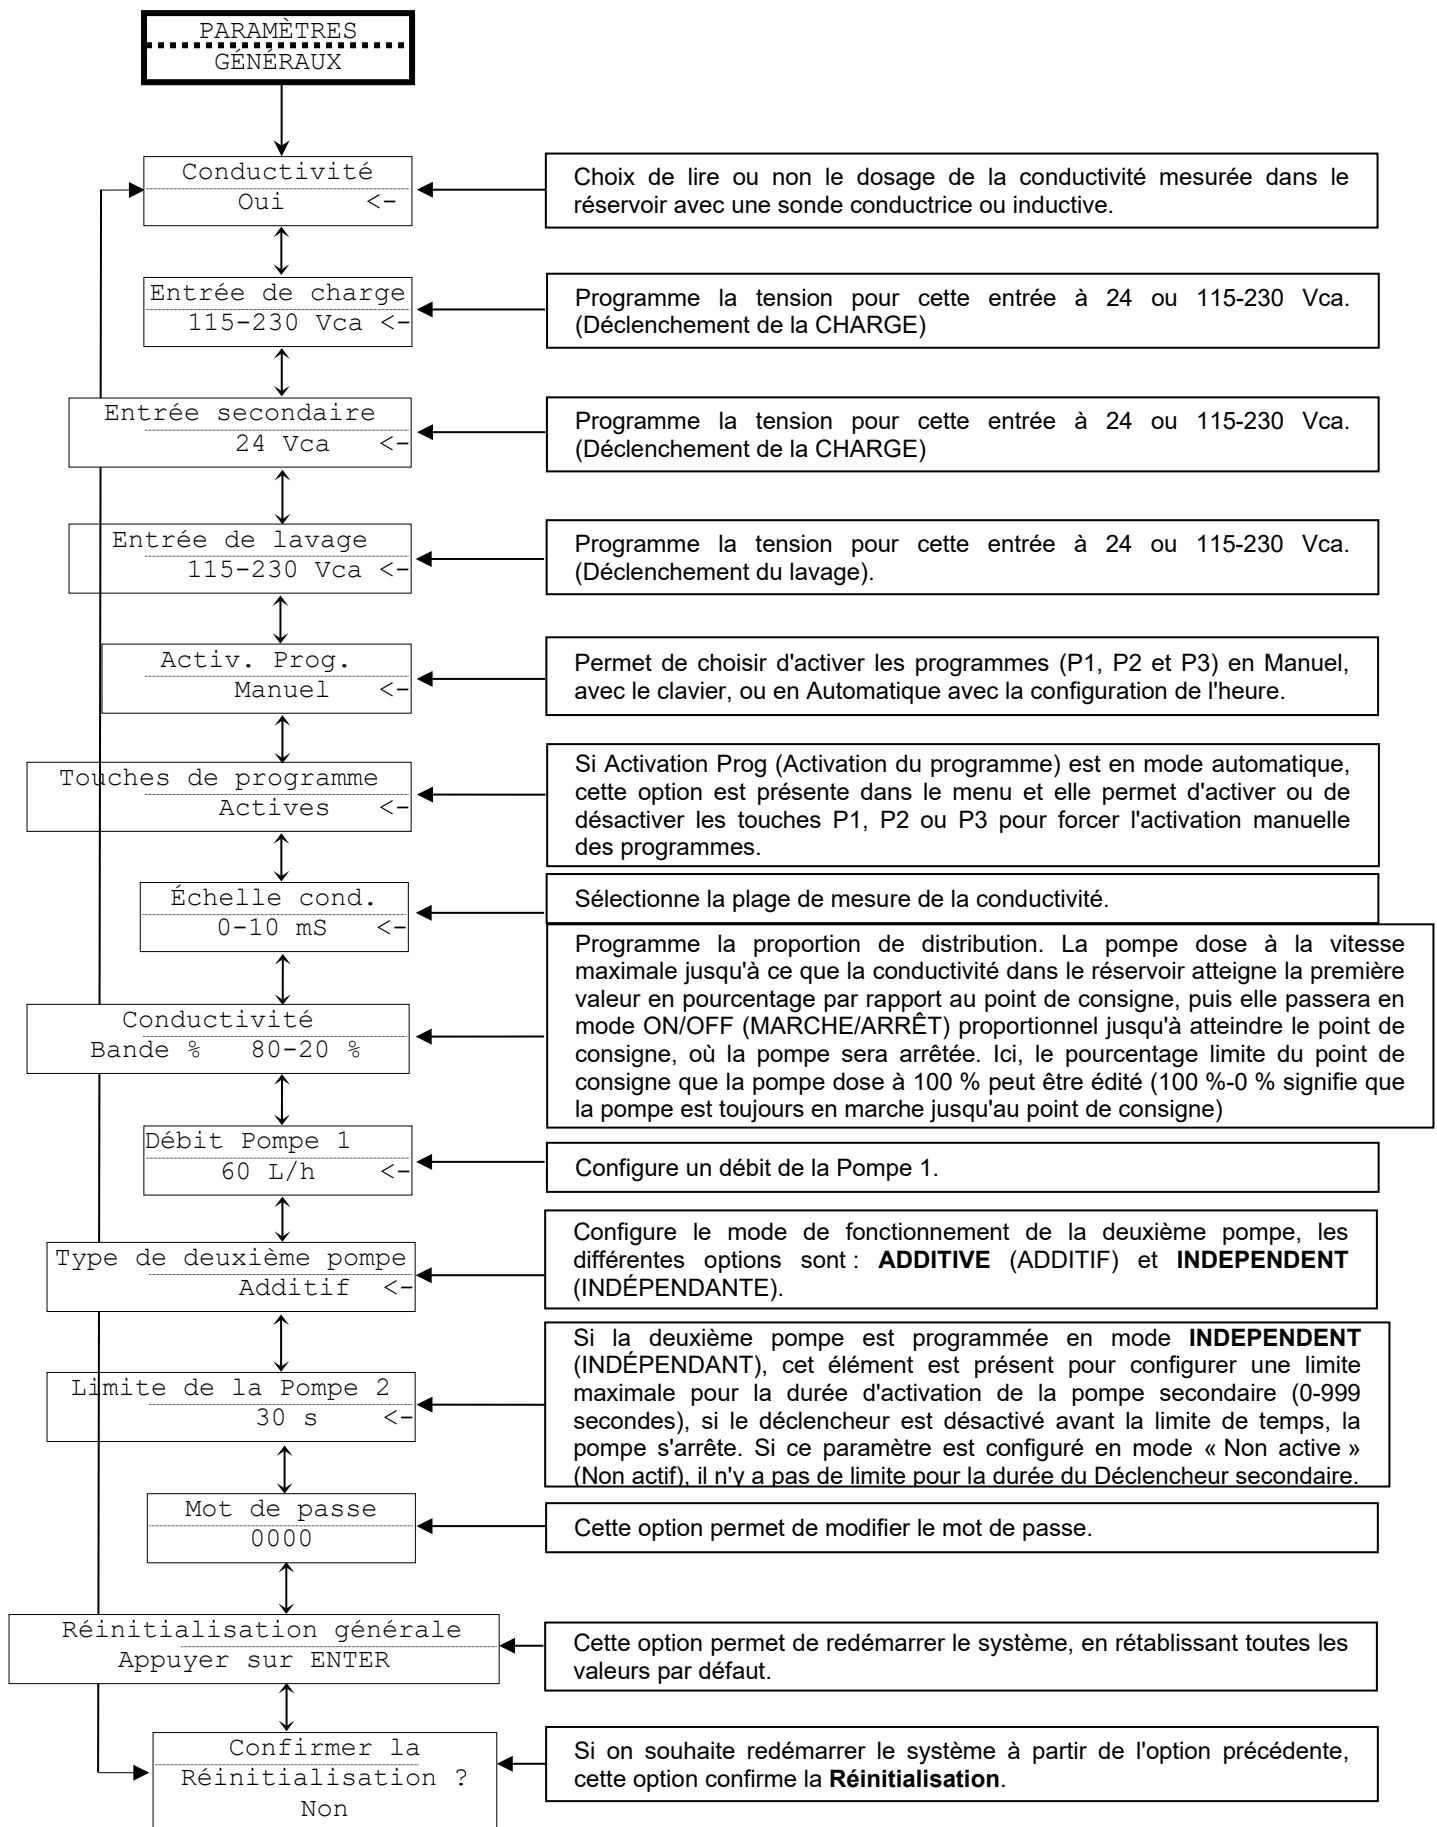 PARAMÈTRES
GÉNÉRAUX
Conductivité
Oui <-
Choix de lire ou non le dosage de la conductivité mesurée dans le
réservoir avec une sonde conductrice ou inductive.
Entrée de charge
115-230 Vca <-
Programme la tension pour cette entrée à 24 ou 115-230 Vca.
(Déclenchement de la CHARGE)
Entrée secondaire
24 Vca <-
Programme la tension pour cette entrée à 24 ou 115-230 Vca.
(Déclenchement de la CHARGE)
Entrée de lavage
115-230 Vca <-
Programme la tension pour cette entrée à 24 ou 115-230 Vca.
(Déclenchement du lavage).
Activ. Prog.
Manuel <-
Permet de choisir d'activer les programmes (P1, P2 et P3) en Manuel,
avec le clavier, ou en Automatique avec la configuration de l'heure.
Touches de programme
Actives <-
Si Activation Prog (Activation du programme) est en mode automatique,
cette option est présente dans le menu et elle permet d'activer ou de
désactiver les touches P1, P2 ou P3 pour forcer l'activation manuelle
des programmes.
Échelle cond.
0-10 mS <-
Sélectionne la plage de mesure de la conductivité.
Conductivité
Bande % 80-20 %
Programme la proportion de distribution. La pompe dose à la vitesse
maximale jusqu'à ce que la conductivité dans le réservoir atteigne la première
valeur en pourcentage par rapport au point de consigne, puis elle passera en
mode ON/OFF (MARCHE/ARRÊT) proportionnel jusqu'à atteindre le point de
consigne, où la pompe sera arrêtée. Ici, le pourcentage limite du point de
consigne que la pompe dose à 100 % peut être édité (100 %-0 % signifie que
la pompe est toujours en marche jusqu'au point de consigne)
Débit Pompe 1
60 L/h <-
Configure un débit de la Pompe 1.
Type de deuxième pompe
Additif <-
Configure le mode de fonctionnement de la deuxième pompe, les
différentes options sont : ADDITIVE (ADDITIF) et INDEPENDENT
(INDÉPENDANTE).
Limite de la Pompe 2
30 s <-
Si la deuxième pompe est programmée en mode INDEPENDENT
(INDÉPENDANT), cet élément est présent pour configurer une limite
maximale pour la durée d'activation de la pompe secondaire (0-999
secondes), si le déclencheur est désactivé avant la limite de temps, la
pompe s'arrête. Si ce paramètre est configuré en mode « Non active »
(Non actif), il n'y a pas de limite pour la durée du Déclencheur secondaire.
Mot de passe
0000
Cette option permet de modifier le mot de passe.
Réinitialisation générale
Appuyer sur ENTER
Cette option permet de redémarrer le système, en rétablissant toutes les
valeurs par défaut.
Confirmer la
Réinitialisation ?
Non
Si on souhaite redémarrer le système à partir de l'option précédente,
cette option confirme la Réinitialisation.